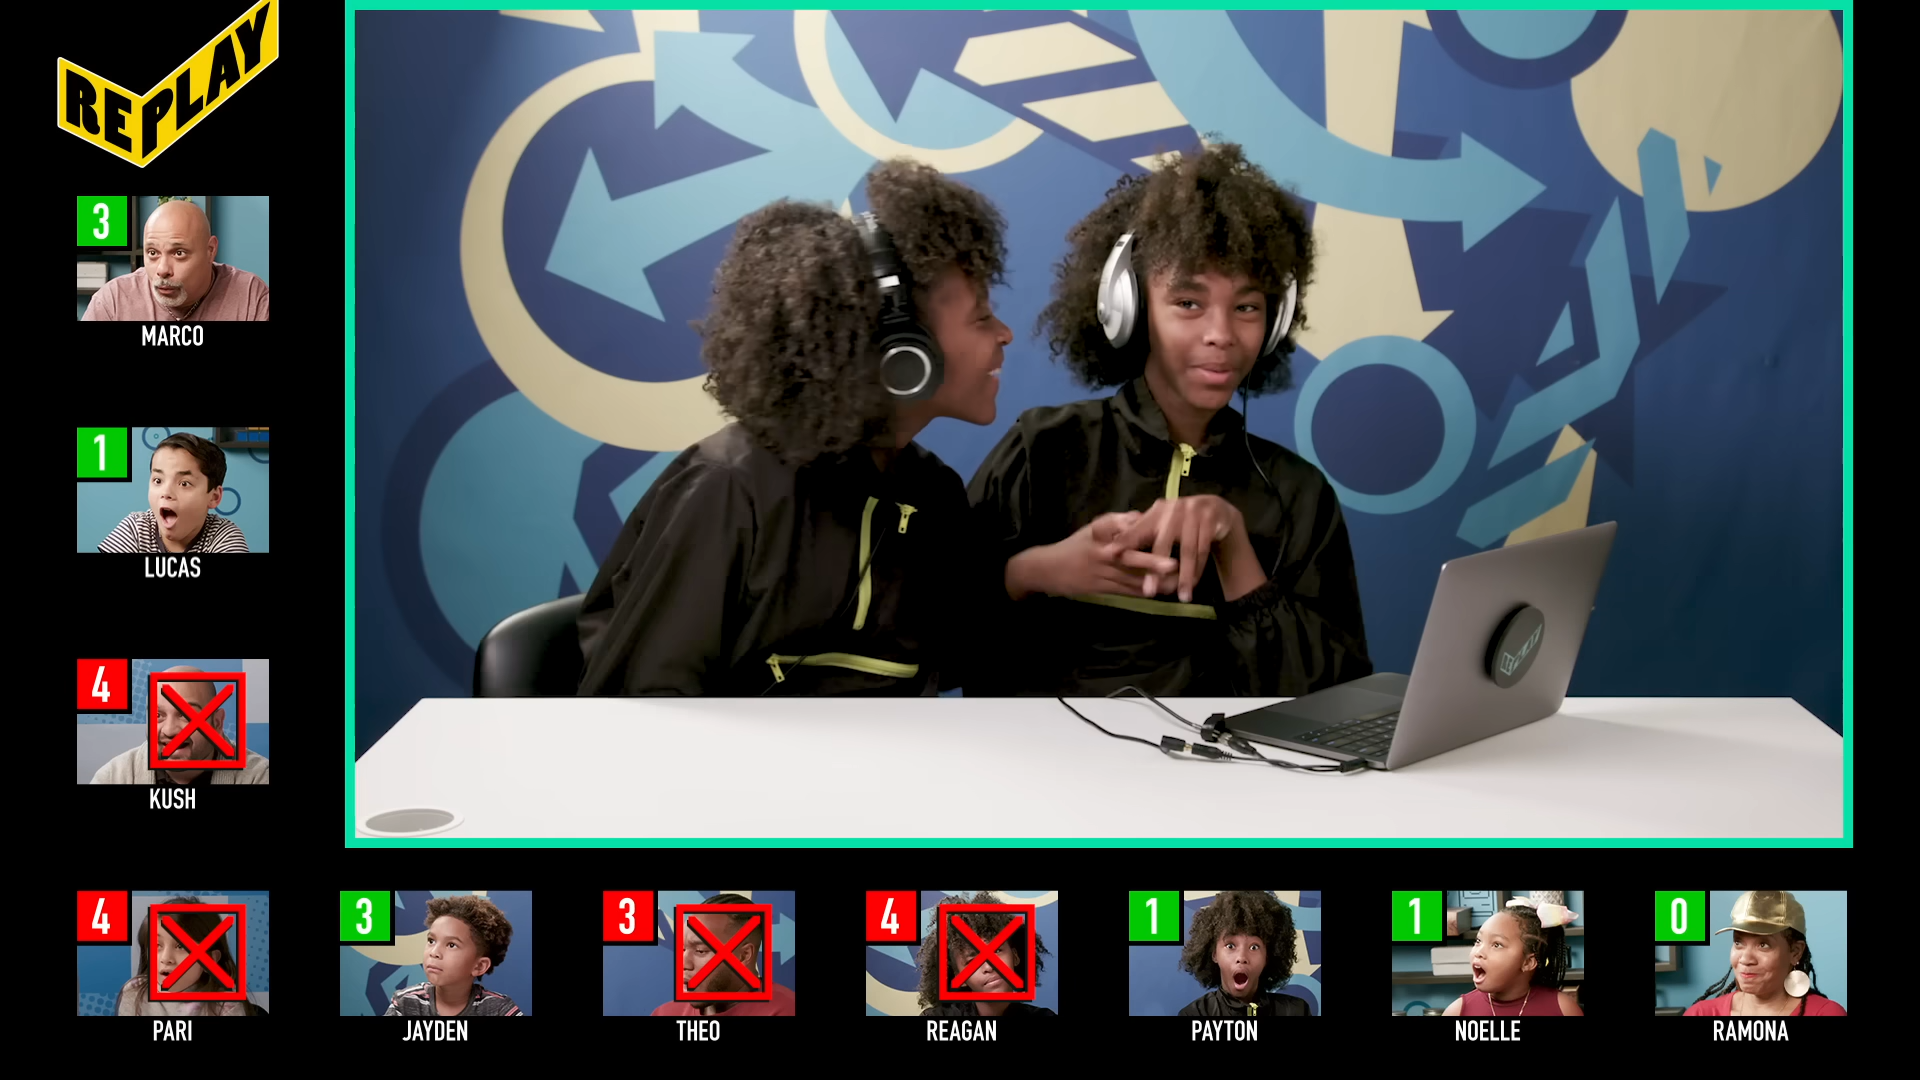 REPLAY
3
MARCO
1
LUCAS
4
KUSH
REPLAY
4
PARI
3
JAYDEN
3
THEO
4
REAGAN
1
PAYTON
1
NOELLE
0
RAMONA